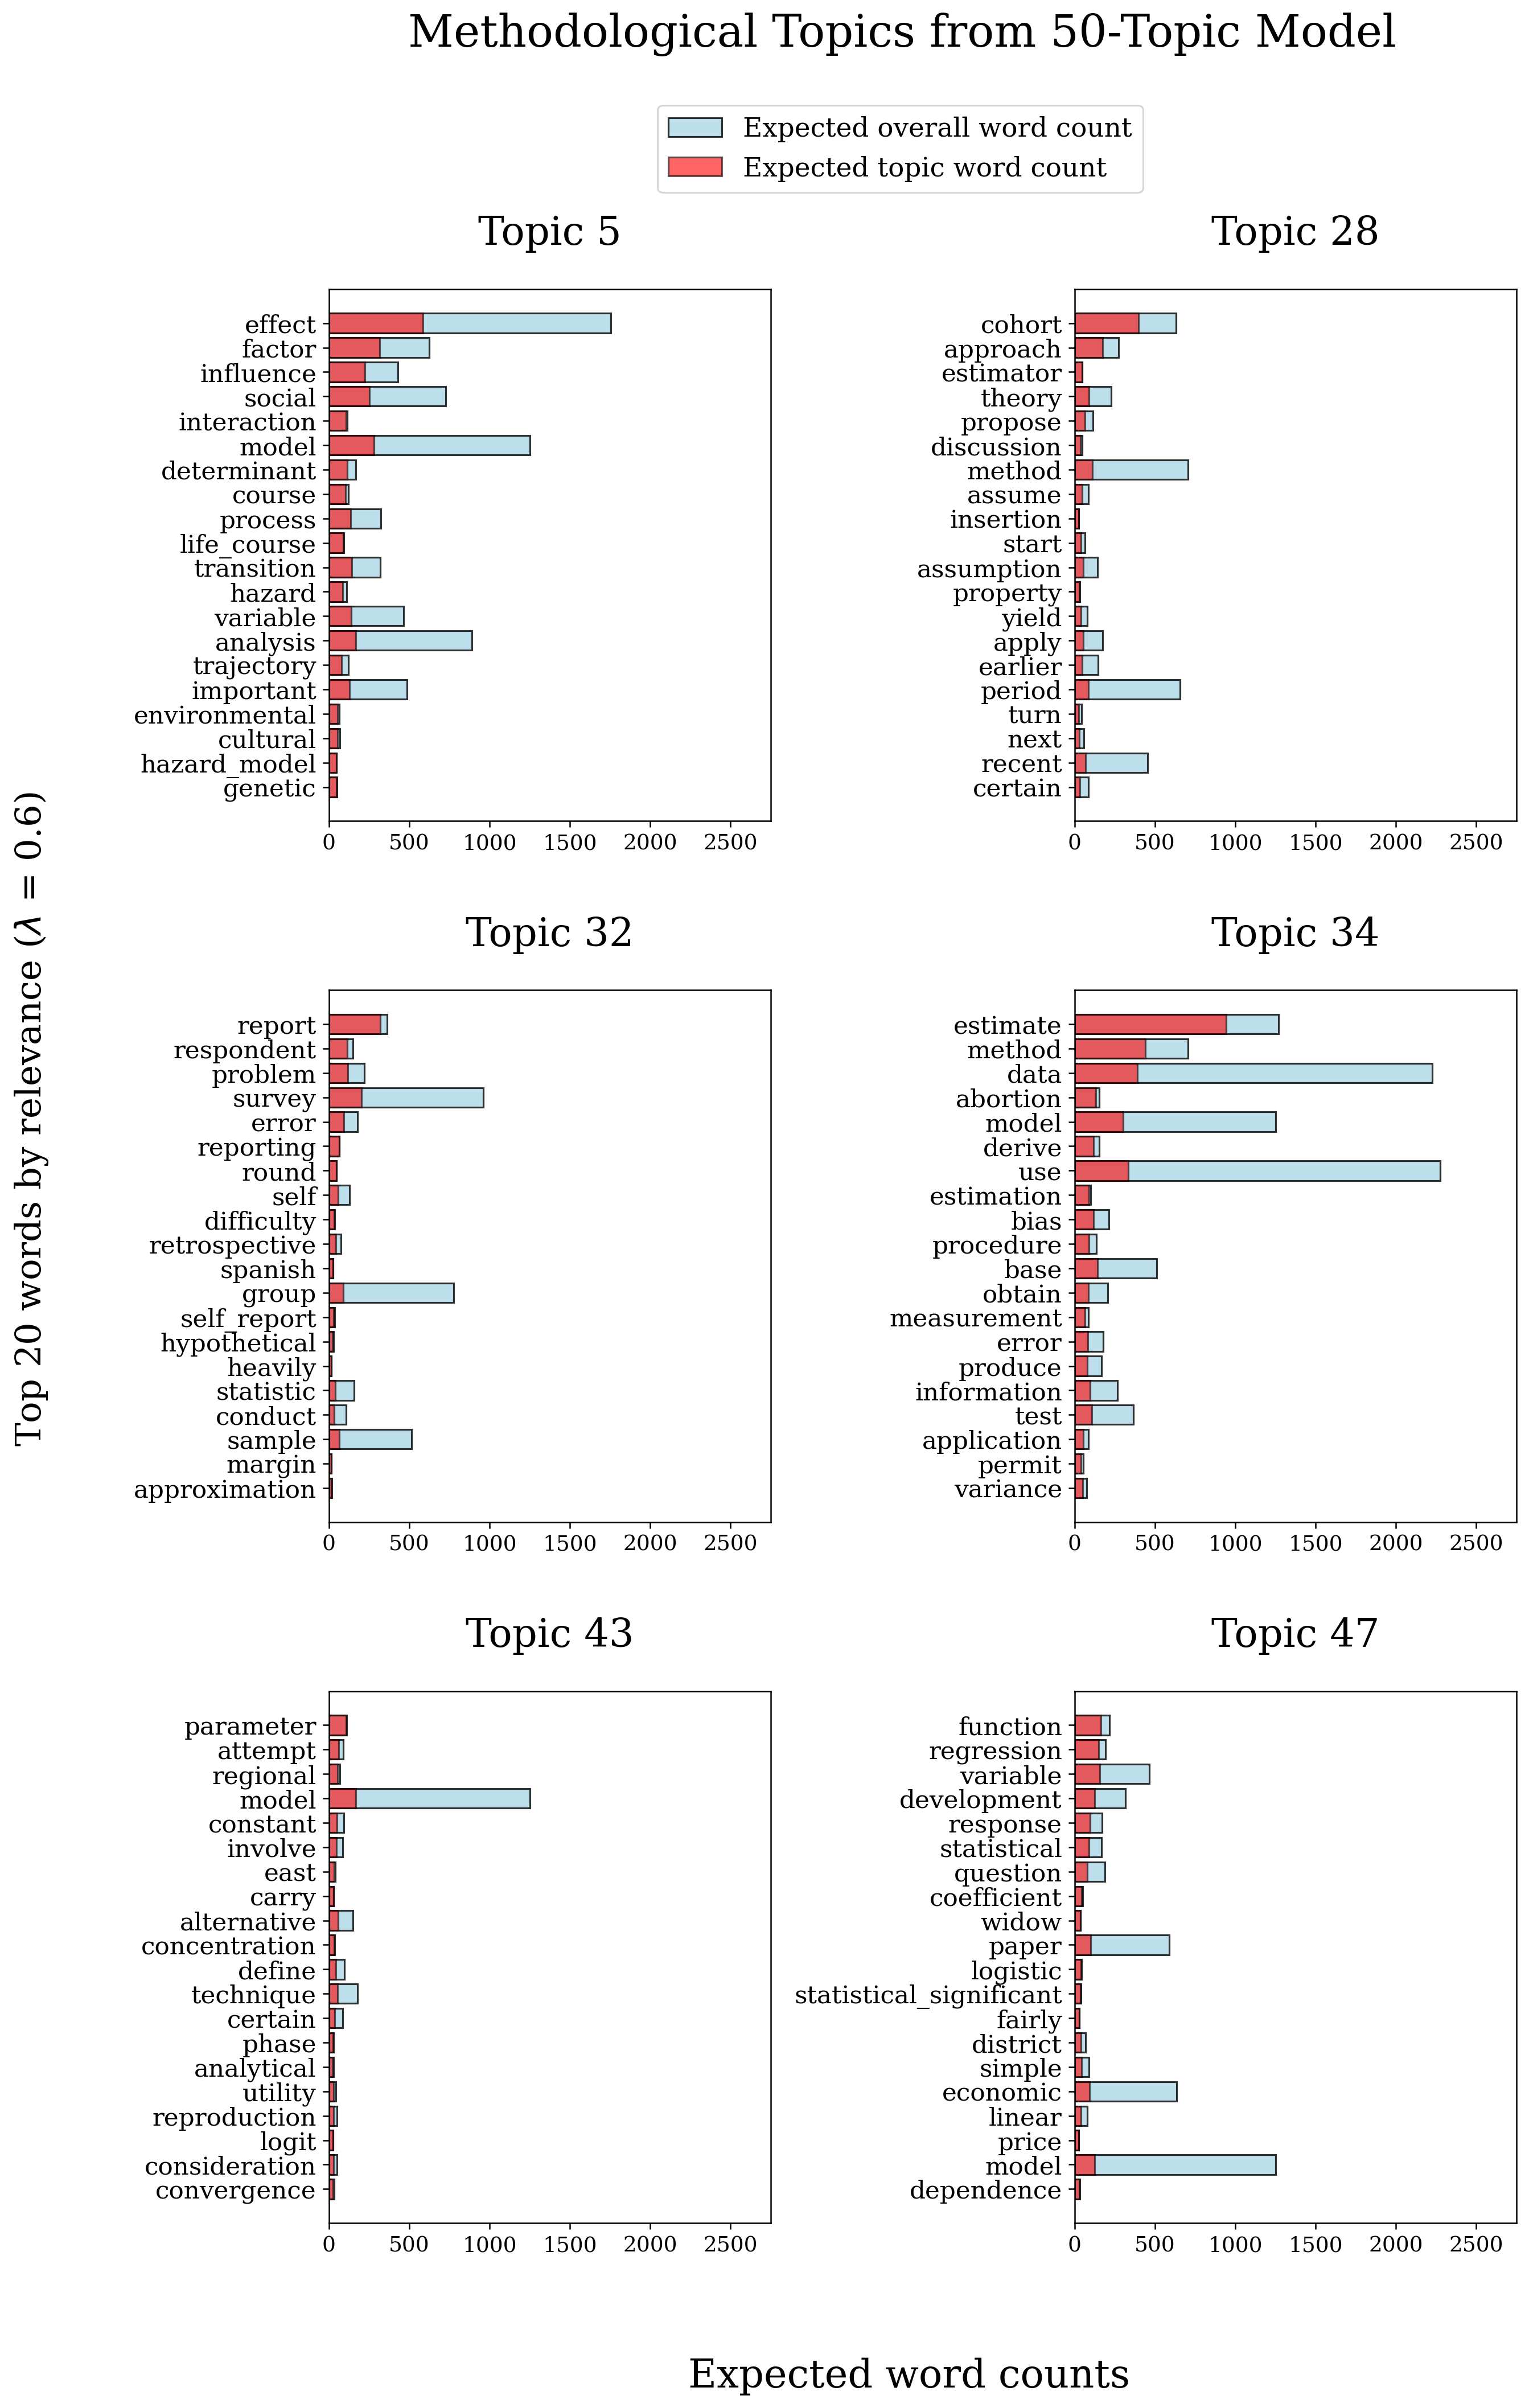 Methodological Topics from 50-Topic Model
Expected overall word count
Expected topic word count
Topic 5
effect
factor
influence
social
interaction
model
determinant
course
process
life_course
transition
hazard
variable
analysis
trajectory
important
environmental
cultural
hazard_model
genetic
0 500 1000 1500 2000 2500
Topic 28
cohort
approach
estimator
theory
propose
discussion
method
assume
insertion
start
assumption
property
yield
apply
earlier
period
turn
next
recent
certain
0 500 1000 1500 2000 2500
Top 20 words by relevance (λ = 0.6)
Topic 32
report
respondent
problem
survey
error
reporting
round
self
difficulty
retrospective
spanish
group
self_report
hypothetical
heavily
statistic
conduct
sample
margin
approximation
0 500 1000 1500 2000 2500
Topic 34
estimate
method
data
abortion
model
derive
use
estimation
bias
procedure
base
obtain
measurement
error
produce
information
test
application
permit
variance
0 500 1000 1500 2000 2500
Topic 43
parameter
attempt
regional
model
constant
involve
east
carry
alternative
concentration
define
technique
certain
phase
analytical
utility
reproduction
logit
consideration
convergence
0 500 1000 1500 2000 2500
Topic 47
function
regression
variable
development
response
statistical
question
coefficient
widow
paper
logistic
statistical_significant
fairly
district
simple
economic
linear
price
model
dependence
0 500 1000 1500 2000 2500
Expected word counts